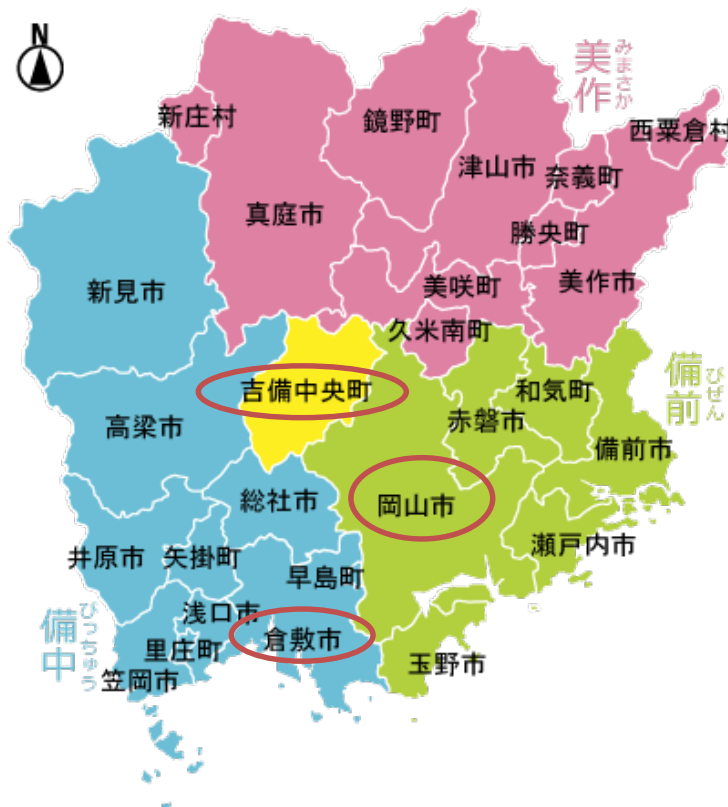 N
美作
みまさか
新庄村
鏡野町
西粟倉村
津山市
奈義町
真庭市
勝央町
新見市
美咲町
美作市
久米南町
備前
びぜん
吉備中央町
和気町
高梁市
赤磐市
備前市
総社市
岡山市
井原市
矢掛町
瀬戸内市
早島町
備中
びっちゅう
浅口市
倉敷市
里庄町
玉野市
笠岡市